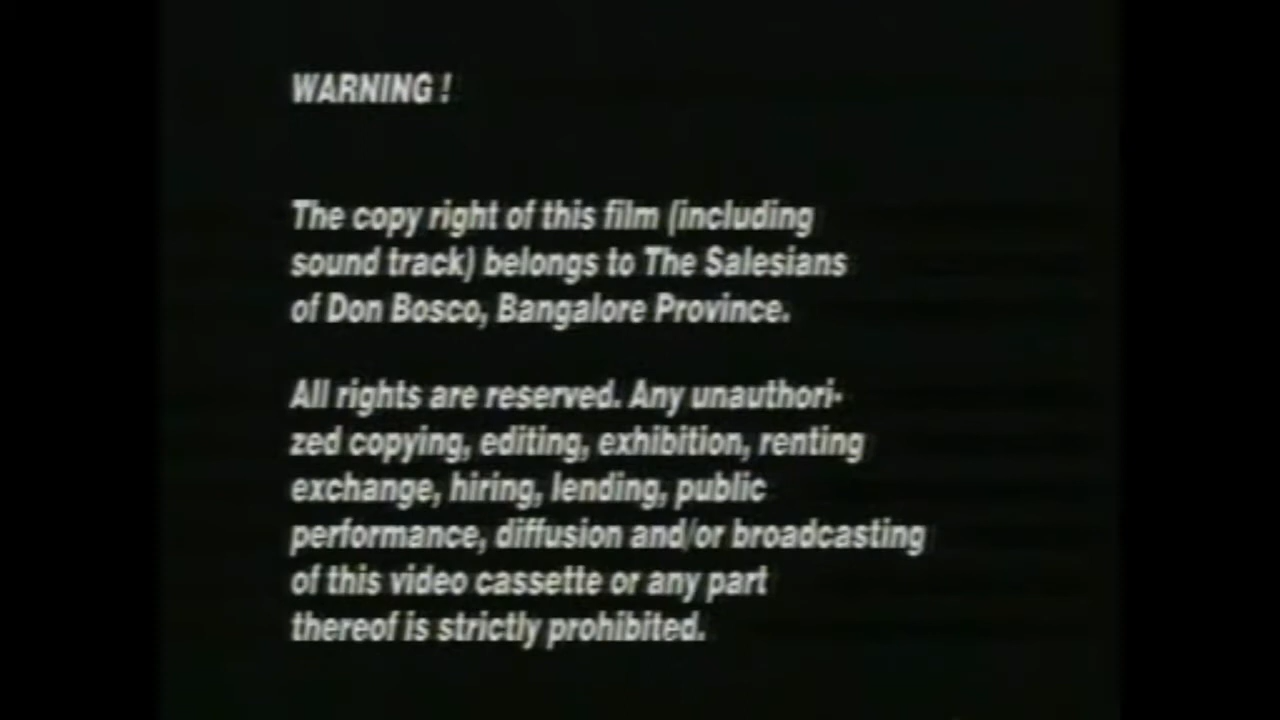 WARNING !
The copy right of this film (including
sound track) belongs to The Salesians
of Don Bosco, Bangalore Province.
All rights are reserved. Any unauthori-
zed copying, editing, exhibition, renting
exchange, hiring, lending, public
performance, diffusion and/or broadcasting
of this video cassette or any part
thereof is strictly prohibited.